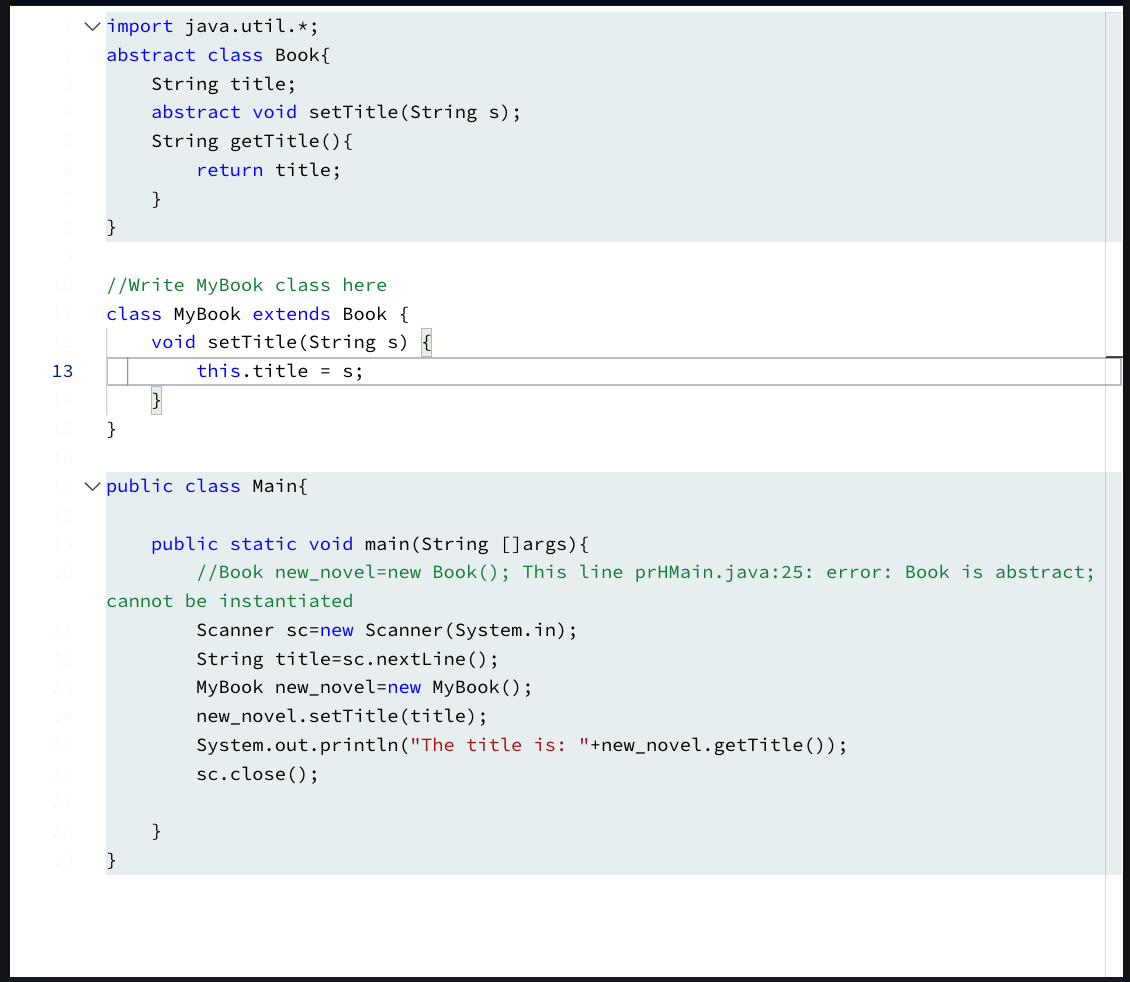 1 import java.util.*;
2 abstract class Book{
3     String title;
4     abstract void setTitle(String s);
5     String getTitle(){
6         return title;
7     }
8 }
9
10 //Write MyBook class here
11 class MyBook extends Book {
12     void setTitle(String s) {
13         this.title = s;
14     }
15 }
16
17 public class Main{
18
19     public static void main(String []args){
20         //Book new_novel=new Book(); This line prHMain.java:25: error: Book is abstract;
cannot be instantiated
21         Scanner sc=new Scanner(System.in);
22         String title=sc.nextLine();
23         MyBook new_novel=new MyBook();
24         new_novel.setTitle(title);
25         System.out.println("The title is: "+new_novel.getTitle());
26         sc.close();
27
28     }
29 }